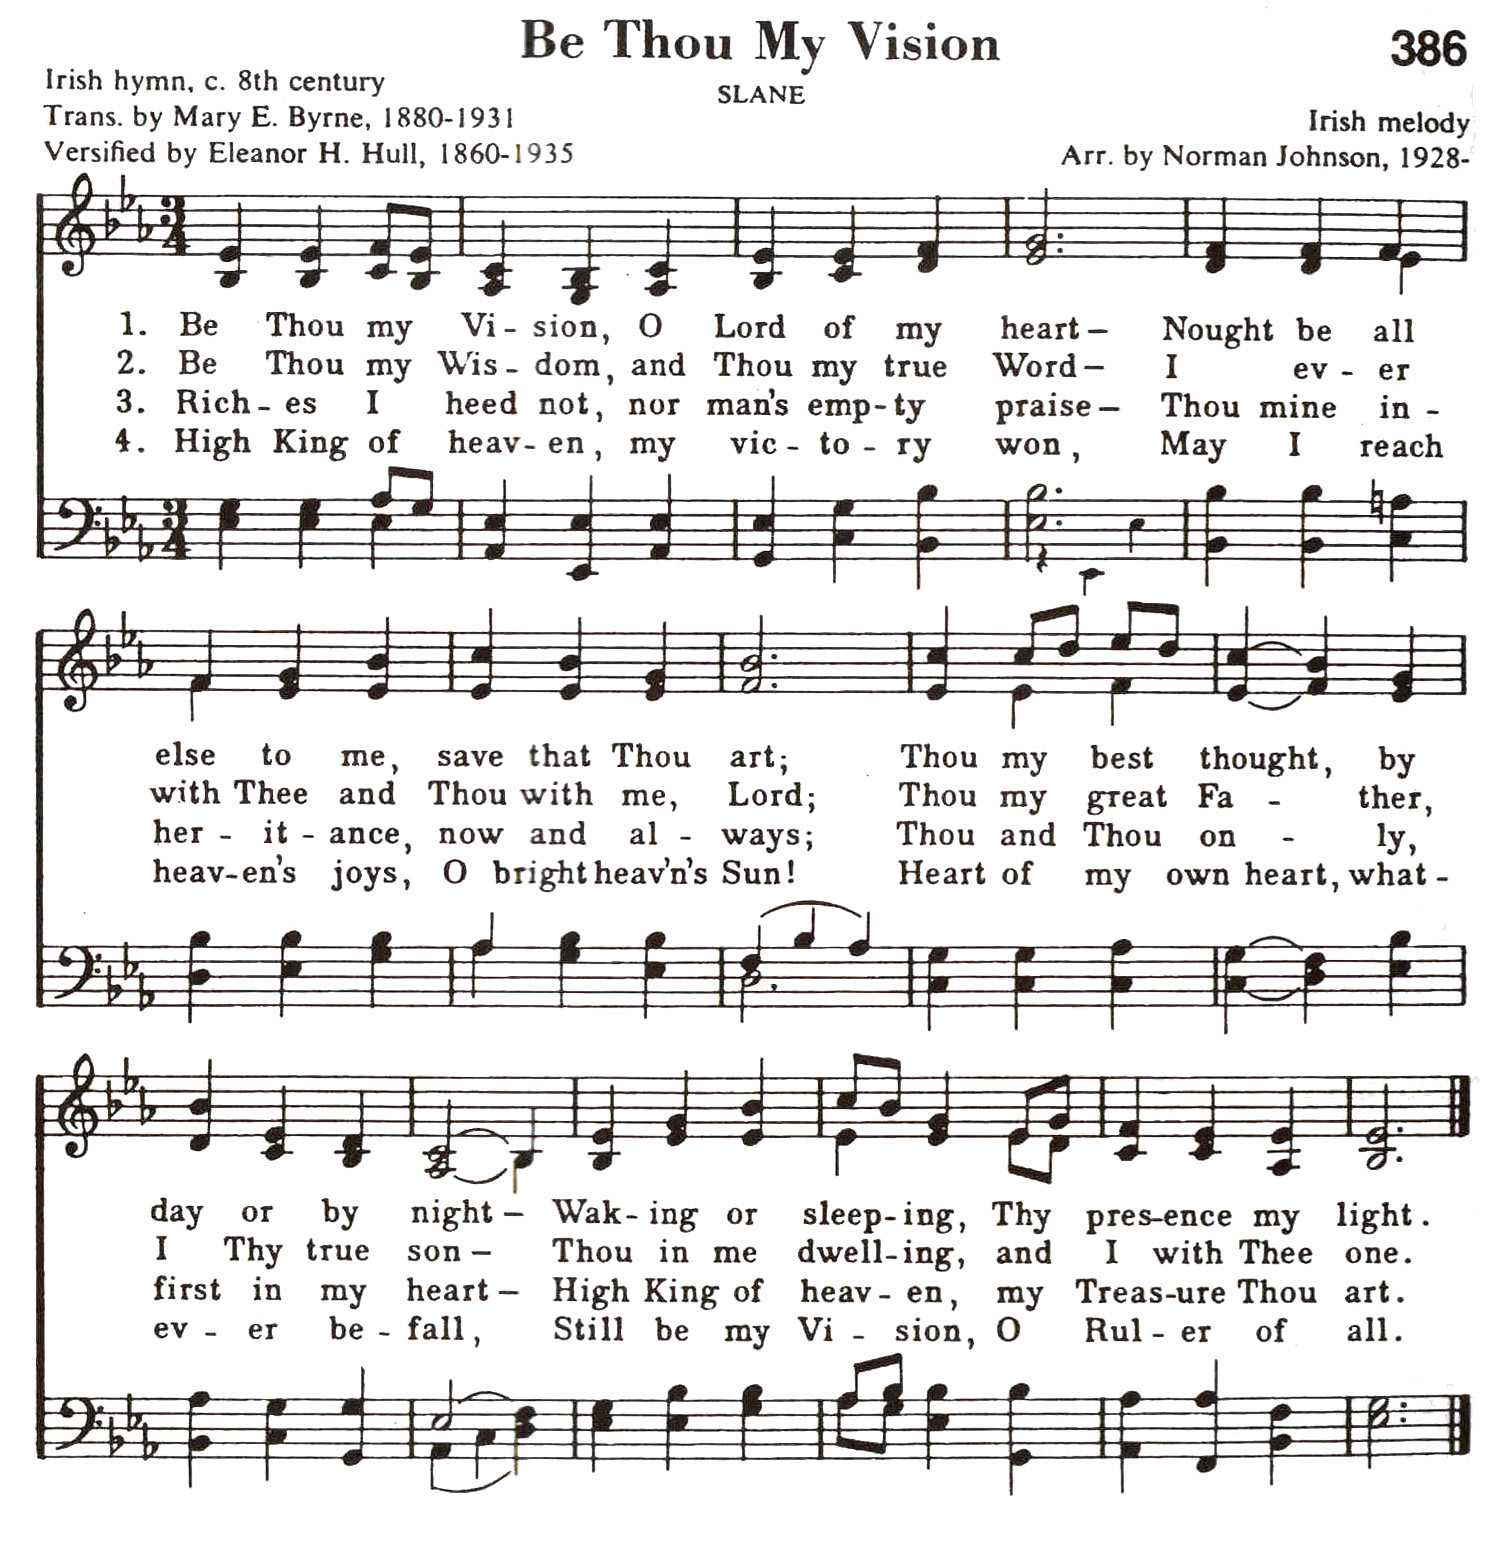 Be Thou My Vision 386
Irish hymn, c. 8th century
SLANE
Trans. by Mary E. Byrne, 1880-1931
Irish melody
Versified by Eleanor H. Hull, 1860-1935
Arr. by Norman Johnson, 1928-
3 4
1. Be Thou my Vi - sion, O Lord of my heart— Nought be all
2. Be Thou my Wis - dom, and Thou my true Word— I ev - er
3. Rich - es I heed not, nor man's emp - ty praise— Thou mine in -
4. High King of heav - en, my vic - to - ry won, May I reach
3 4
else to me, save that Thou art; Thou my best thought, by
with Thee and Thou with me, Lord; Thou my great Fa - ther,
her - it - ance, now and al - ways; Thou and Thou on - ly,
heav-en's joys, O bright heav'n's Sun! Heart of my own heart, what -
day or by night— Wak - ing or sleep - ing, Thy pres-ence my light.
I Thy true son— Thou in me dwell - ing, and I with Thee one.
first in my heart— High King of heav - en, my Treas-ure Thou art.
ev - er be - fall, Still be my Vi - sion, O Rul - er of all.